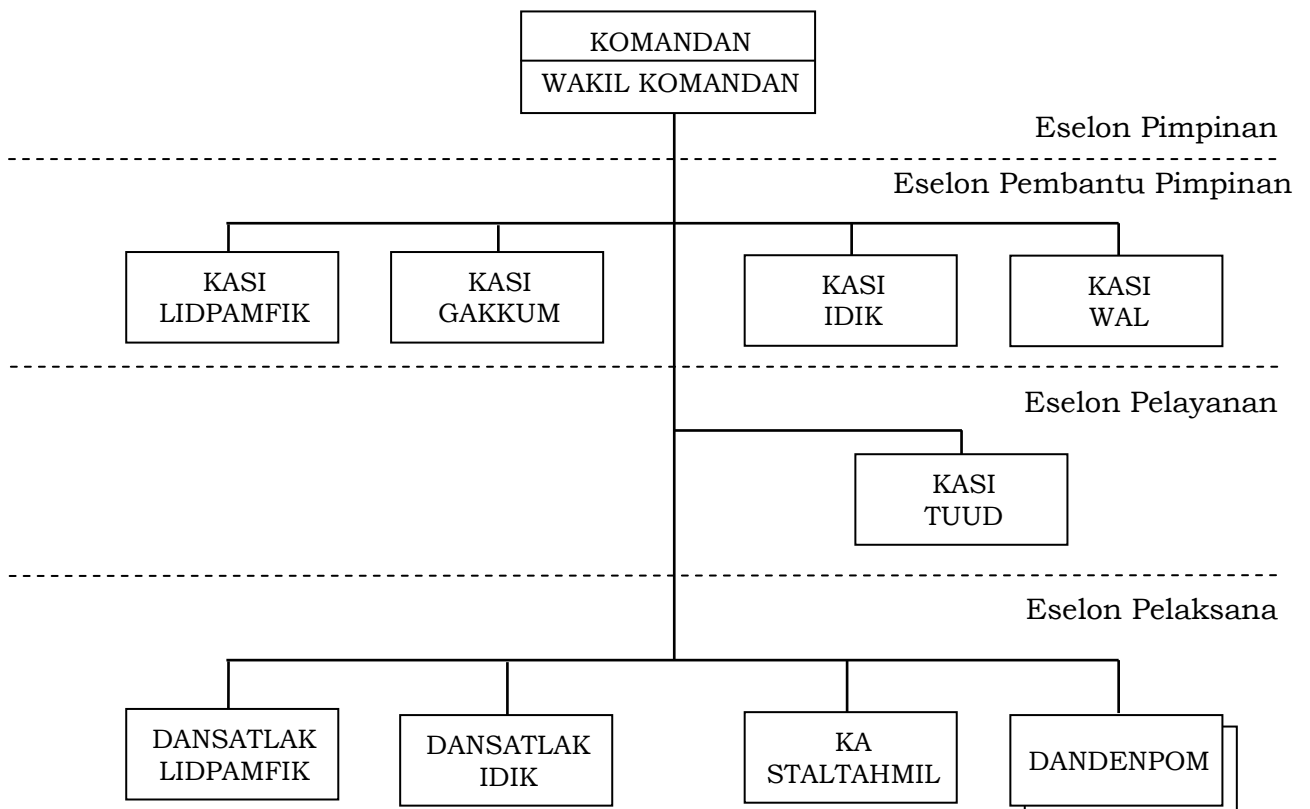 KOMANDAN
WAKIL KOMANDAN
Eselon Pimpinan
Eselon Pembantu Pimpinan
KASI
LIDPAMFIK
KASI
GAKKUM
KASI
IDIK
KASI
WAL
Eselon Pelayanan
KASI
TUUD
Eselon Pelaksana
DANSATLAK
LIDPAMFIK
DANSATLAK
IDIK
KA
STALTAHMIL
DANDENPOM